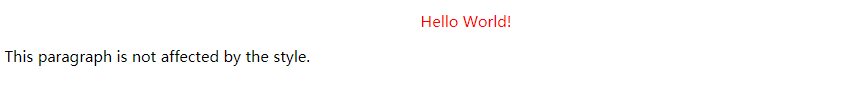 Hello World!
This paragraph is not affected by the style.